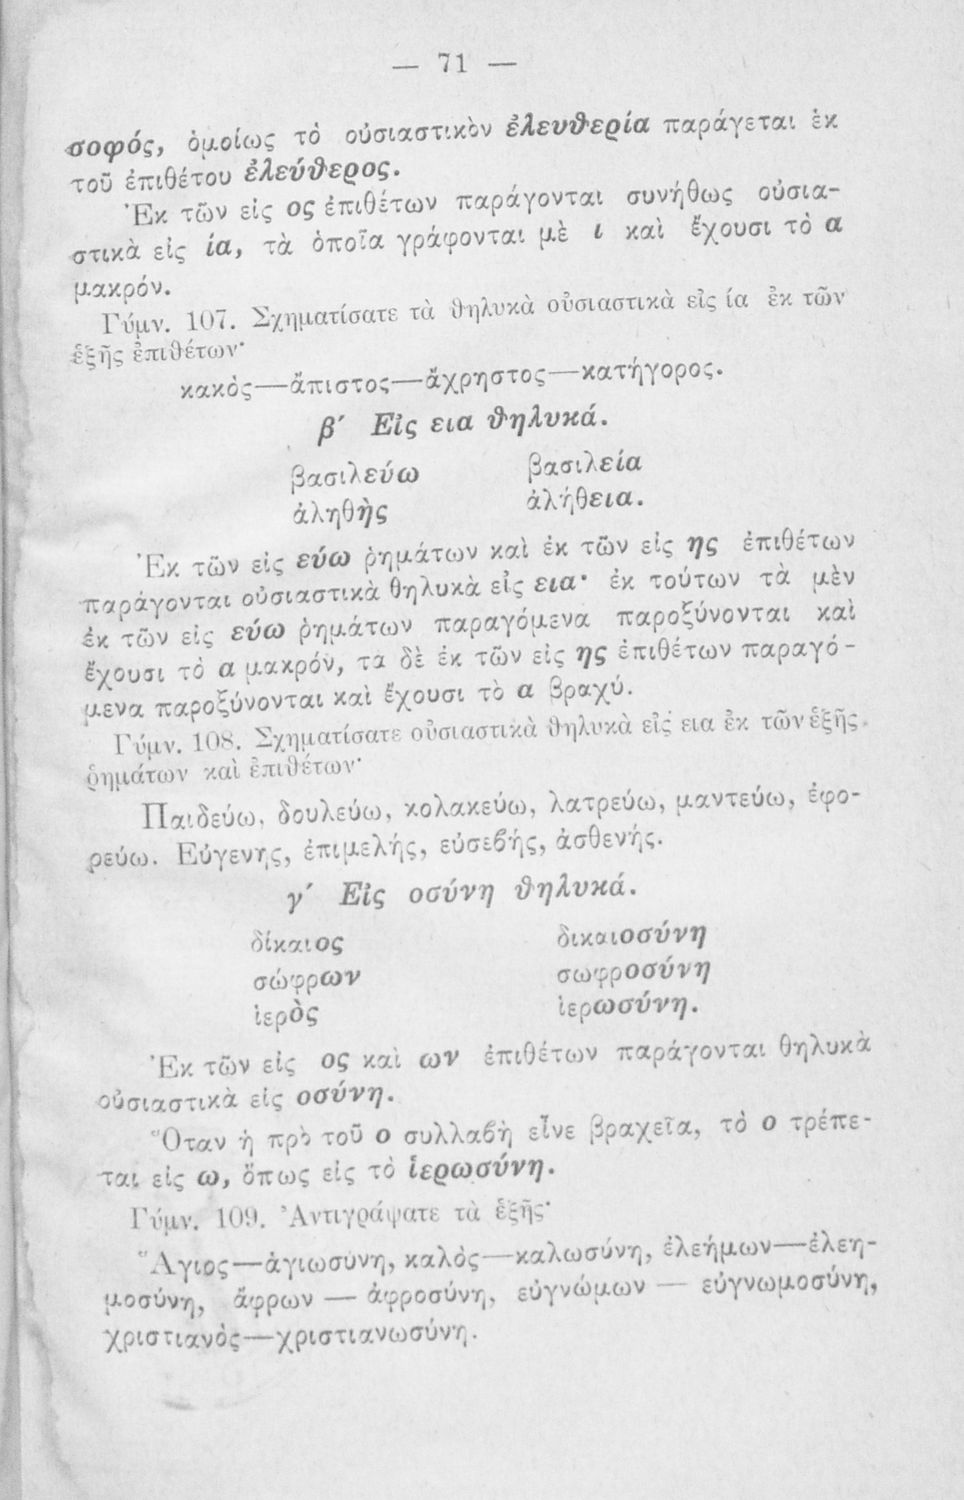 — 71 —
σοφός, ὁμοίως τὸ οὐσιαστικὸν ἐλευθερία παράγεται ἐκ
τοῦ ἐπιθέτου ἐλεύθερος.
Ἐκ τῶν εἰς ος ἐπιθέτων παράγονται συνήθως οὐσια-
στικὰ εἰς ία, τὰ ὁποῖα γράφονται μὲ ι καὶ ἔχουσι τὸ α
μακρόν.
Γύμν. 107. Σχηματίσατε τὰ θηλυκὰ οὐσιαστικὰ εἰς ία ἐκ τῶν
ἑξῆς ἐπιθέτων·
κακὸς—ἄπιστος—ἄχρηστος—κατήγορος.
β′ Εἰς εια θηλυκά.
βασιλεύω βασιλεία
ἀληθὴς ἀλήθεια.
Ἐκ τῶν εἰς εύω ῥημάτων καὶ ἐκ τῶν εἰς ης ἐπιθέτων
παράγονται οὐσιαστικὰ θηλυκὰ εἰς εια· ἐκ τούτων τὰ μὲν
ἐκ τῶν εἰς εύω ῥημάτων παραγόμενα παροξύνονται καὶ
ἔχουσι τὸ α μακρόν, τὰ δὲ ἐκ τῶν εἰς ης ἐπιθέτων παραγό-
μενα παροξύνονται καὶ ἔχουσι τὸ α βραχύ.
Γύμν. 108. Σχηματίσατε οὐσιαστικὰ θηλυκὰ εἰς εια ἐκ τῶν ἑξῆς
ῥημάτων καὶ ἐπιθέτων·
Παιδεύω, δουλεύω, κολακεύω, λατρεύω, μαντεύω, ἐφο-
ρεύω. Εὐγενής, ἐπιμελής, εὐσεβής, ἀσθενής.
γ′ Εἰς οσύνη θηλυκά.
δίκαιος δικαιοσύνη
σώφρων σωφροσύνη
ἱερὸς ἱερωσύνη.
Ἐκ τῶν εἰς ος καὶ ων ἐπιθέτων παράγονται θηλυκὰ
οὐσιαστικὰ εἰς οσύνη.
Ὅταν ἡ πρὸ τοῦ ο συλλαβὴ εἶνε βραχεῖα, τὸ ο τρέπε-
ται εἰς ω, ὅπως εἰς τὸ ἱερωσύνη.
Γύμν. 109. Ἀντιγράψατε τὰ ἑξῆς·
Ἅγιος—ἁγιωσύνη, καλὸς—καλωσύνη, ἐλεήμων—ἐλεη-
μοσύνη, ἄφρων — ἀφροσύνη, εὐγνώμων — εὐγνωμοσύνη,
χριστιανὸς—χριστιανωσύνη.